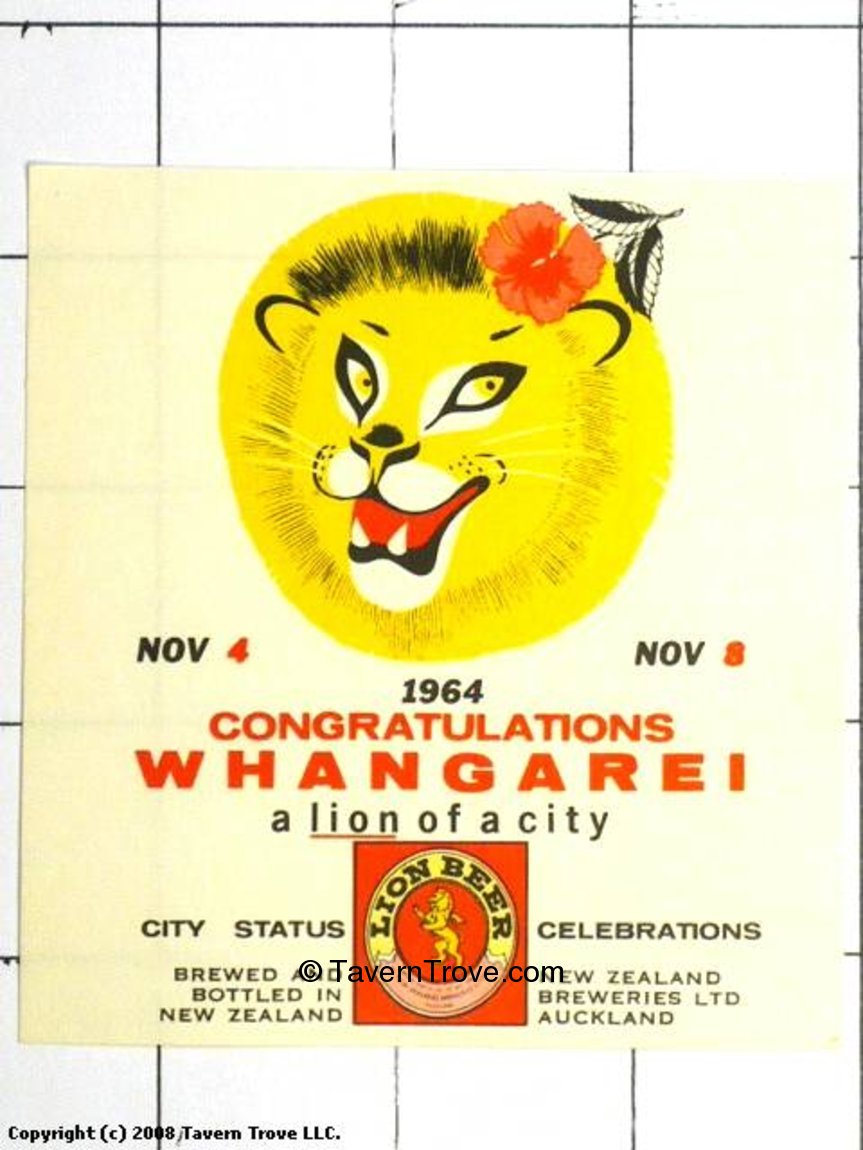 NOV 4
NOV 8
1964
CONGRATULATIONS
WHANGAREI
a lion of a city
LION BEER
CITY STATUS
CELEBRATIONS
BREWED AND
BOTTLED IN
NEW ZEALAND
NEW ZEALAND
BREWERIES LTD
AUCKLAND
© TavernTrove.com
Copyright (c) 2008 Tavern Trove LLC.